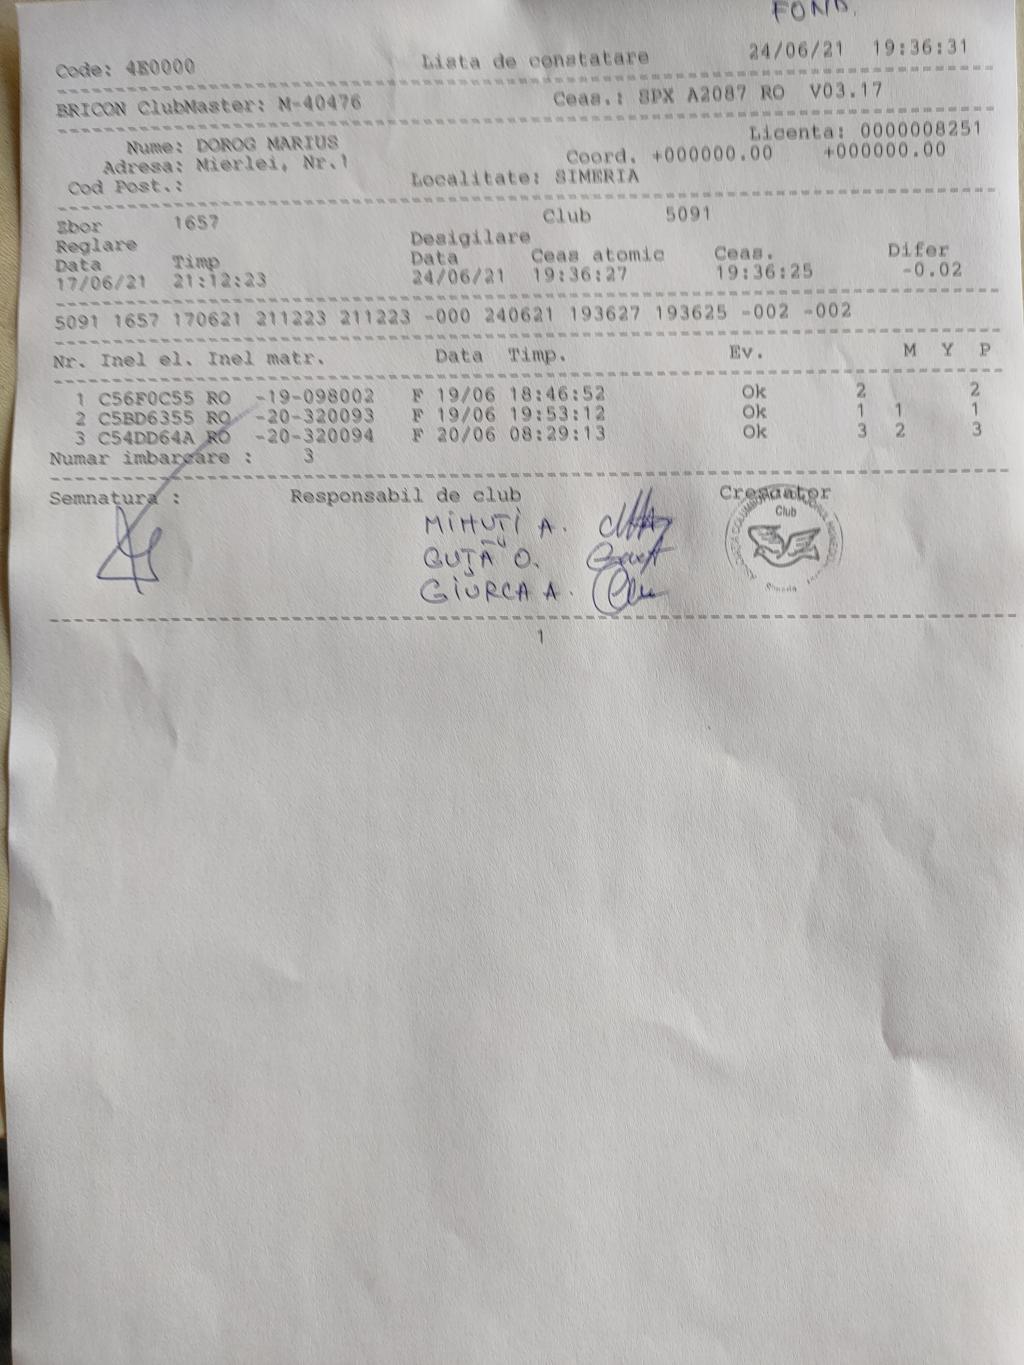 FOND.
Code: 4E0000 Lista de constatare 24/06/21 19:36:31
BRICON ClubMaster: M-40476 Ceas.: SPX A2087 RO V03.17
Nume: DOROG MARIUS Licenta: 0000008251
Adresa: Mierlei, Nr.1 Coord. +000000.00 +000000.00
Cod Post.: Localitate: SIMERIA
Zbor 1657 Club 5091
Reglare Desigilare
Data Timp Data Ceas atomic Ceas. Difer
17/06/21 21:12:23 24/06/21 19:36:27 19:36:25 -0.02
5091 1657 170621 211223 211223 -000 240621 193627 193625 -002 -002
Nr. Inel el. Inel matr. Data Timp. Ev. M Y P
1 C56F0C55 RO -19-098002 F 19/06 18:46:52 Ok 2 2
2 C5BD6355 RO -20-320093 F 19/06 19:53:12 Ok 1 1 1
3 C54DD64A RO -20-320094 F 20/06 08:29:13 Ok 3 2 3
Numar imbarcare : 3
Semnatura : Responsabil de club Crescator
MIHUȚI A.
GUȚĂ O.
GIURCA A.
Club
1